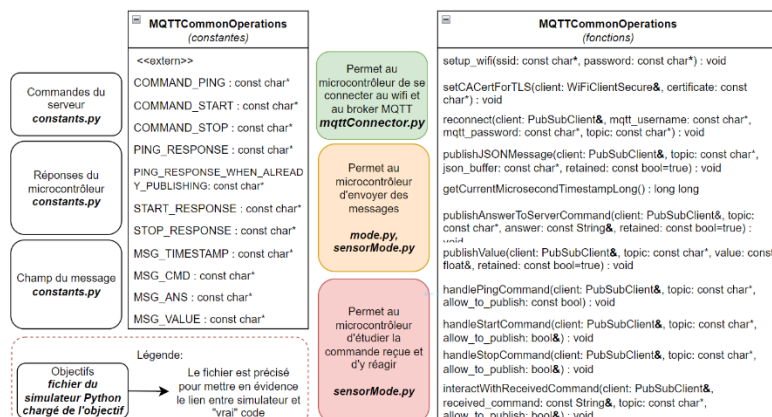 MQTTCommonOperations
(constantes)
Commandes du
serveur
constants.py
Réponses du
microcontrôleur
constants.py
Champ du message
constants.py
<<extern>>
COMMAND_PING : const char*
COMMAND_START : const char*
COMMAND_STOP : const char*
PING_RESPONSE : const char*
PING_RESPONSE_WHEN_ALREA
DY_PUBLISHING: const char*
START_RESPONSE : const char*
STOP_RESPONSE : const char*
MSG_TIMESTAMP : const char*
MSG_CMD : const char*
MSG_ANS : const char*
MSG_VALUE : const char*
Légende:
Objectifs
fichier du
simulateur Python
chargé de l'objectif
Le fichier est précisé
pour mettre en évidence
le lien entre simulateur et
"vrai" code
Permet au
microcontrôleur de se
connecter au wifi et
au broker MQTT
mqttConnector.py
Permet au
microcontrôleur
d'envoyer des
messages
mode.py,
sensorMode.py
Permet au
microcontrôleur
d'étudier la
commande reçue et
d'y réagir
sensorMode.py
MQTTCommonOperations
(fonctions)
setup_wifi(ssid: const char*, password: const char*) : void
setCACertForTLS(client: WiFiClientSecure&, certificate: const
char*) : void
reconnect(client: PubSubClient&, mqtt_username: const char*,
mqtt_password: const char*, topic: const char*) : void
publishJSONMessage(client: PubSubClient&, topic: const char*,
json_buffer: const char*, retained: const bool=true) : void
getCurrentMicrosecondTimestampLong() : long long
publishAnswerToServerCommand(client: PubSubClient&, topic:
const char*, answer: const String&, retained: const bool=true) :
void
publishValue(client: PubSubClient&, topic: const char*, value: const
float&, retained: const bool=true) : void
handlePingCommand(client: PubSubClient&, topic: const char*,
allow_to_publish: const bool) : void
handleStartCommand(client: PubSubClient&, topic: const char*,
allow_to_publish: bool&) : void
handleStopCommand(client: PubSubClient&, topic: const char*,
allow_to_publish: bool&) : void
interactWithReceivedCommand(client: PubSubClient&,
received_command: const String&, topic: const char*,
allow_to_publish: bool&) : void